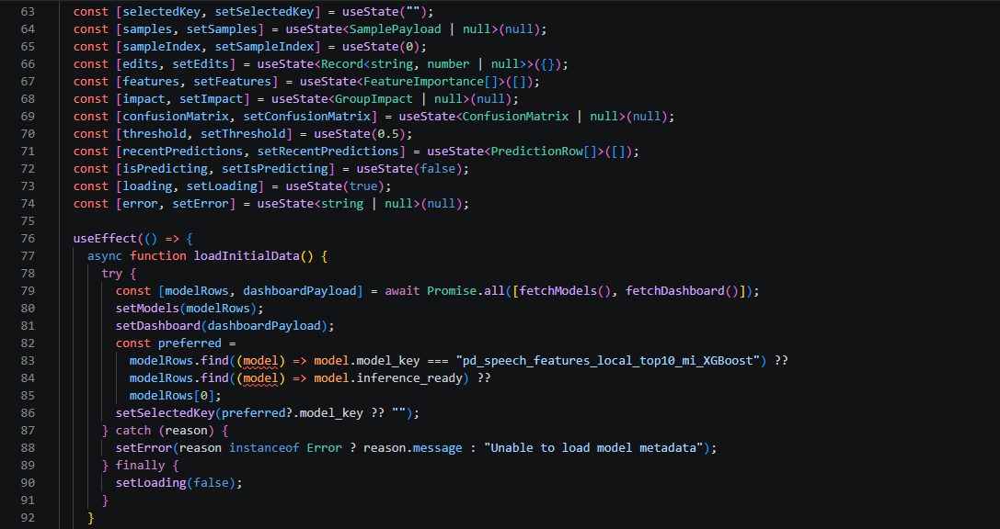 63 const [selectedKey, setSelectedKey] = useState("");
64 const [samples, setSamples] = useState<SamplePayload | null>(null);
65 const [sampleIndex, setSampleIndex] = useState(0);
66 const [edits, setEdits] = useState<Record<string, number | null>>({});
67 const [features, setFeatures] = useState<FeatureImportance[]>([]);
68 const [impact, setImpact] = useState<GroupImpact | null>(null);
69 const [confusionMatrix, setConfusionMatrix] = useState<ConfusionMatrix | null>(null);
70 const [threshold, setThreshold] = useState(0.5);
71 const [recentPredictions, setRecentPredictions] = useState<PredictionRow[]>([]);
72 const [isPredicting, setIsPredicting] = useState(false);
73 const [loading, setLoading] = useState(true);
74 const [error, setError] = useState<string | null>(null);
75
76 useEffect(() => {
77 async function loadInitialData() {
78 try {
79 const [modelRows, dashboardPayload] = await Promise.all([fetchModels(), fetchDashboard()]);
80 setModels(modelRows);
81 setDashboard(dashboardPayload);
82 const preferred =
83 modelRows.find((model) => model.model_key === "pd_speech_features_local_top10_mi_XGBoost") ??
84 modelRows.find((model) => model.inference_ready) ??
85 modelRows[0];
86 setSelectedKey(preferred?.model_key ?? "");
87 } catch (reason) {
88 setError(reason instanceof Error ? reason.message : "Unable to load model metadata");
89 } finally {
90 setLoading(false);
91 }
92 }